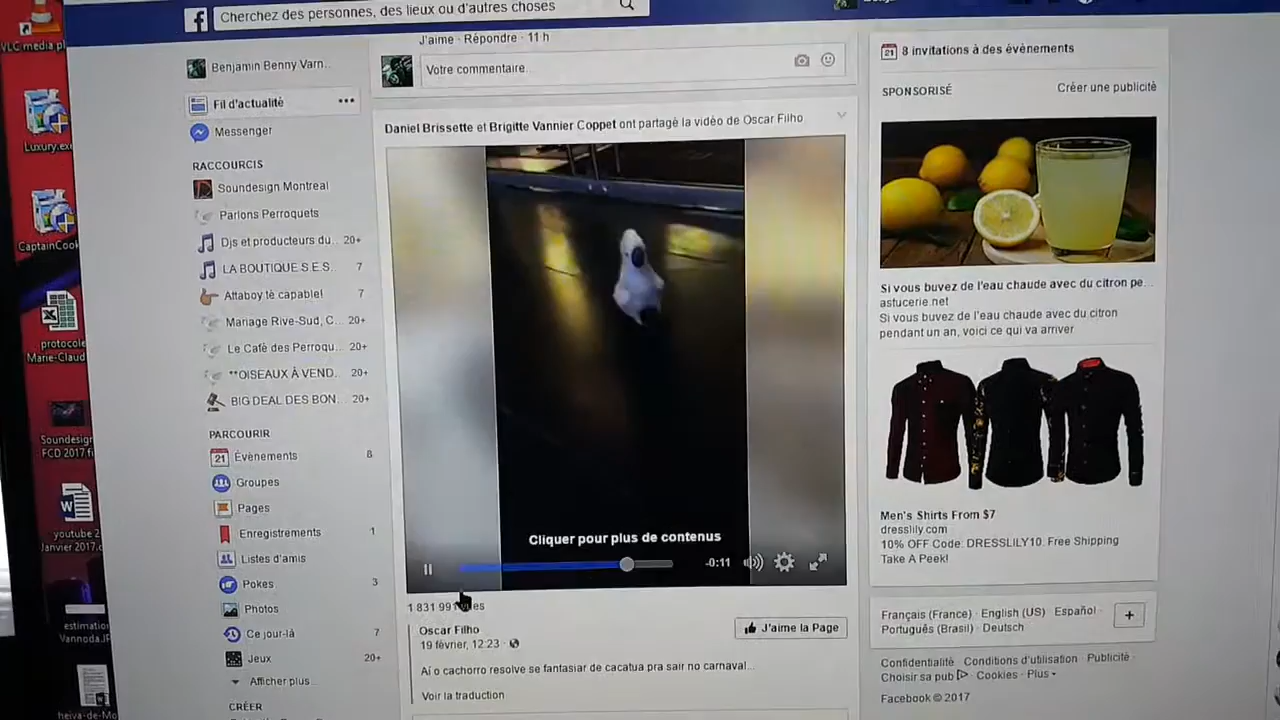 VLC media pl
Luxury.exe
CaptainCook
protocole
Marie-Claud
Soundesign
FCD 2017.fl
youtube 2
Janvier 2017.
estimation
Vannoda.JP
heiva-de-Mo
Cherchez des personnes, des lieux ou d'autres choses
Benjamin Benny Varn...
Fil d'actualité
Messenger
RACCOURCIS
Soundesign Montreal
Parlons Perroquets
Djs et producteurs du... 20+
LA BOUTIQUE S.E.S. 7
Attaboy té capable! 7
Mariage Rive-Sud, C... 20+
Le Café des Perroqu... 20+
**OISEAUX À VEND. 20+
BIG DEAL DES BON. 20+
PARCOURIR
21 Évènements 8
Groupes
Pages
Enregistrements 1
Listes d'amis
Pokes 3
Photos
Ce jour-là 7
Jeux 20+
Afficher plus...
CRÉER
J'aime · Répondre · 11 h
Votre commentaire...
Daniel Brissette et Brigitte Vannier Coppet ont partagé la vidéo de Oscar Filho
Cliquer pour plus de contenus
-0:11
Oscar Filho
19 février, 12:23 ·
J'aime la Page
Aí o cachorro resolve se fantasiar de cacatua pra sair no carnaval...
Voir la traduction
21 8 invitations à des évènements
SPONSORISÉ Créer une publicité
Si vous buvez de l'eau chaude avec du citron pe...
astucerie.net
Si vous buvez de l'eau chaude avec du citron
pendant un an, voici ce qui va arriver
Men's Shirts From $7
dresslily.com
10% OFF Code: DRESSLILY10. Free Shipping
Take A Peek!
Français (France) · English (US) · Español ·
Português (Brasil) · Deutsch
+
Confidentialité · Conditions d'utilisation · Publicité ·
Choisir sa pub · Cookies · Plus
Facebook © 2017